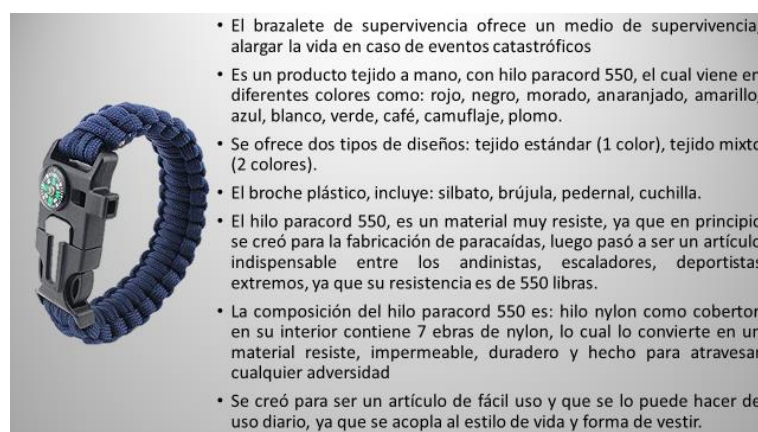 • El brazalete de supervivencia ofrece un medio de supervivencia,
alargar la vida en caso de eventos catastróficos
• Es un producto tejido a mano, con hilo paracord 550, el cual viene en
diferentes colores como: rojo, negro, morado, anaranjado, amarillo,
azul, blanco, verde, café, camuflaje, plomo.
• Se ofrece dos tipos de diseños: tejido estándar (1 color), tejido mixto
(2 colores).
• El broche plástico, incluye: silbato, brújula, pedernal, cuchilla.
• El hilo paracord 550, es un material muy resiste, ya que en principio
se creó para la fabricación de paracaídas, luego pasó a ser un artículo
indispensable entre los andinistas, escaladores, deportistas
extremos, ya que su resistencia es de 550 libras.
• La composición del hilo paracord 550 es: hilo nylon como cobertor
en su interior contiene 7 ebras de nylon, lo cual lo convierte en un
material resiste, impermeable, duradero y hecho para atravesar
cualquier adversidad
• Se creó para ser un artículo de fácil uso y que se lo puede hacer de
uso diario, ya que se acopla al estilo de vida y forma de vestir.